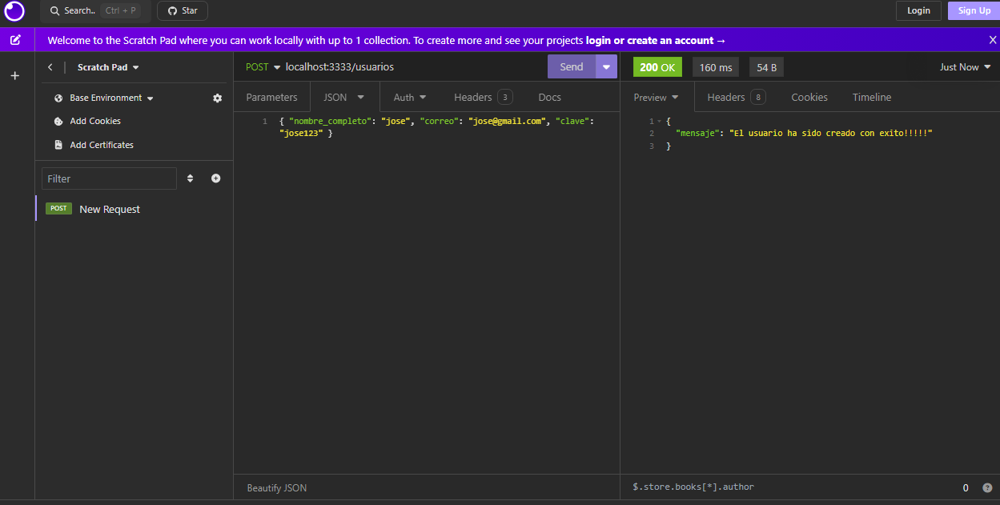 Search.. Ctrl + P Star Login Sign Up
Welcome to the Scratch Pad where you can work locally with up to 1 collection. To create more and see your projects login or create an account → X
Scratch Pad POST localhost:3333/usuarios Send 200 OK 160 ms 54 B Just Now
Base Environment Parameters JSON Auth Headers 3 Docs Preview Headers 8 Cookies Timeline
Add Cookies 1 { "nombre_completo": "jose", "correo": "jose@gmail.com", "clave": 1 {
"jose123" } 2 "mensaje": "El usuario ha sido creado con exito!!!!!"
Add Certificates 3 }
Filter
POST New Request
Beautify JSON $.store.books[*].author 0 ?